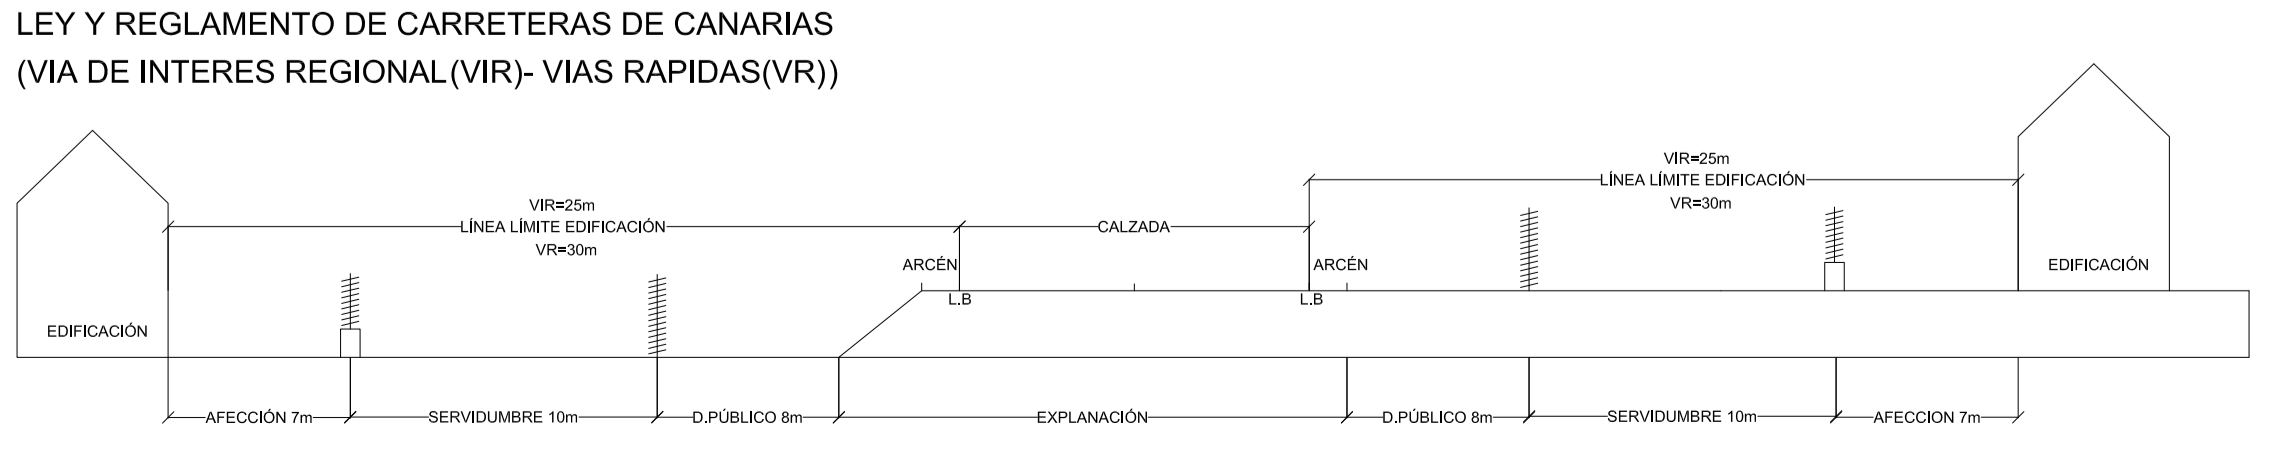 LEY Y REGLAMENTO DE CARRETERAS DE CANARIAS
(VIA DE INTERES REGIONAL(VIR)- VIAS RAPIDAS(VR))
VIR=25m
LÍNEA LÍMITE EDIFICACIÓN
VR=30m
VIR=25m
LÍNEA LÍMITE EDIFICACIÓN
VR=30m
CALZADA
ARCÉN
ARCÉN
EDIFICACIÓN
L.B
L.B
EDIFICACIÓN
AFECCIÓN 7m
SERVIDUMBRE 10m
D.PÚBLICO 8m
EXPLANACIÓN
D.PÚBLICO 8m
SERVIDUMBRE 10m
AFECCION 7m